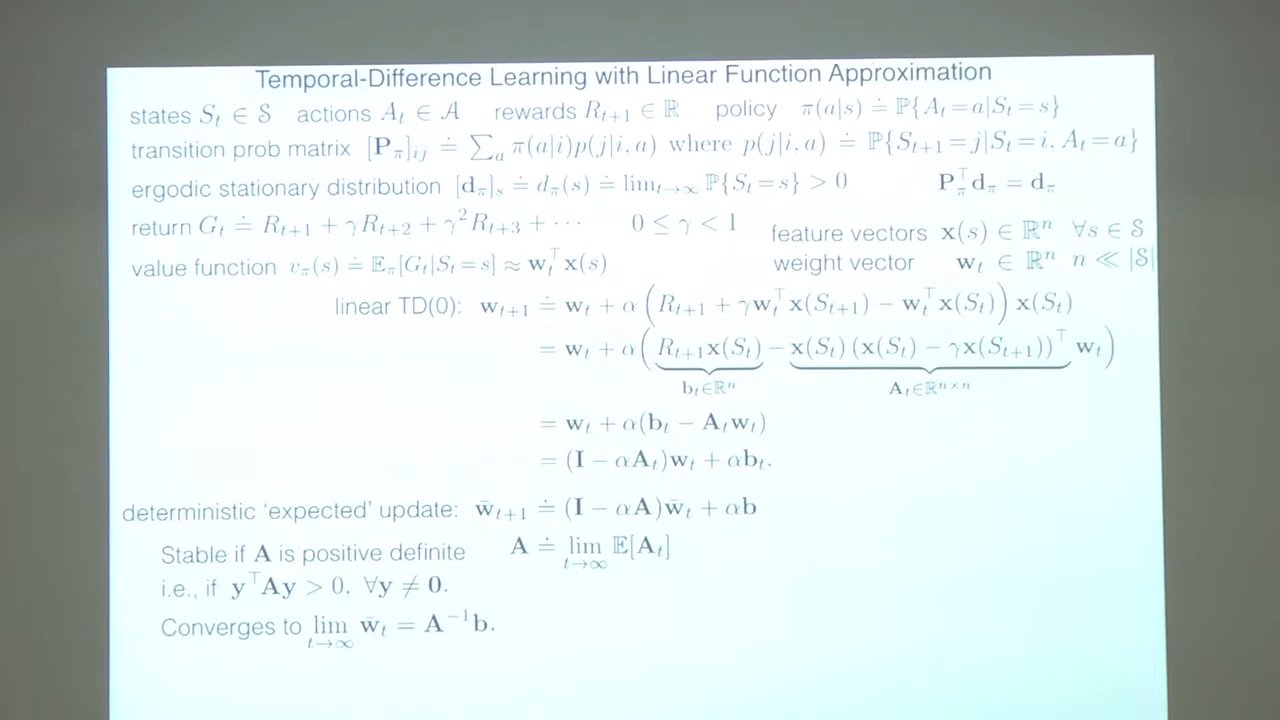 Temporal-Difference Learning with Linear Function Approximation
states S_t ∈ 𝒮 actions A_t ∈ 𝒜 rewards R_{t+1} ∈ ℝ policy π(a|s) ≐ ℙ{A_t = a|S_t = s}
transition prob matrix [𝐏_π]_{ij} ≐ ∑_a π(a|i)p(j|i, a) where p(j|i, a) ≐ ℙ{S_{t+1} = j|S_t = i, A_t = a}
ergodic stationary distribution [𝐝_π]_s ≐ d_π(s) ≐ lim_{t→∞} ℙ{S_t = s} > 0 𝐏_π^⊤ 𝐝_π = 𝐝_π
return G_t ≐ R_{t+1} + γR_{t+2} + γ²R_{t+3} + ⋯ 0 ≤ γ < 1
feature vectors 𝐱(s) ∈ ℝⁿ ∀s ∈ 𝒮
value function v_π(s) ≐ 𝔼_π[G_t|S_t = s] ≈ 𝐰_t^⊤ 𝐱(s)
weight vector 𝐰_t ∈ ℝⁿ n ≪ |𝒮|
linear TD(0): 𝐰_{t+1} ≐ 𝐰_t + α(R_{t+1} + γ𝐰_t^⊤ 𝐱(S_{t+1}) − 𝐰_t^⊤ 𝐱(S_t)) 𝐱(S_t)
= 𝐰_t + α(R_{t+1}𝐱(S_t) − 𝐱(S_t) (𝐱(S_t) − γ𝐱(S_{t+1}))^⊤ 𝐰_t)
𝐛_t∈ℝⁿ 𝐀_t∈ℝ^{n×n}
= 𝐰_t + α(𝐛_t − 𝐀_t𝐰_t)
= (𝐈 − α𝐀_t)𝐰_t + α𝐛_t.
deterministic 'expected' update: 𝐰̄_{t+1} ≐ (𝐈 − α𝐀)𝐰̄_t + α𝐛
Stable if 𝐀 is positive definite 𝐀 ≐ lim_{t→∞} 𝔼[𝐀_t]
i.e., if 𝐲^⊤𝐀𝐲 > 0, ∀𝐲 ≠ 𝟎.
Converges to lim_{t→∞} 𝐰̄_t = 𝐀^{−1}𝐛.